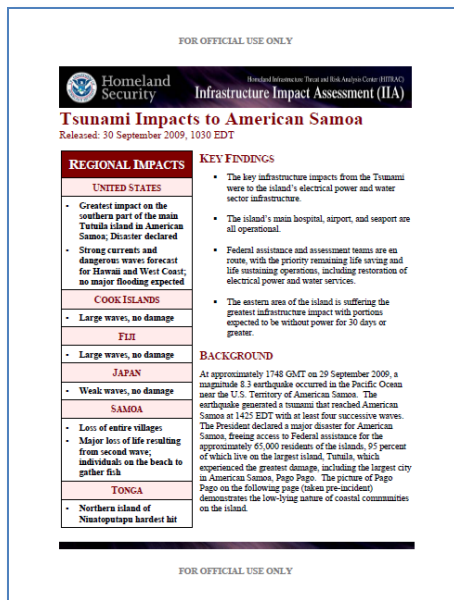 FOR OFFICIAL USE ONLY
Homeland
Security
Homeland Infrastructure Threat and Risk Analysis Center (HITRAC)
Infrastructure Impact Assessment (IIA)
Tsunami Impacts to American Samoa
Released: 30 September 2009, 1030 EDT
REGIONAL IMPACTS
UNITED STATES
▪ Greatest impact on the
southern part of the main
Tutuila island in American
Samoa; Disaster declared
▪ Strong currents and
dangerous waves forecast
for Hawaii and West Coast;
no major flooding expected
COOK ISLANDS
▪ Large waves, no damage
FIJI
▪ Large waves, no damage
JAPAN
▪ Weak waves, no damage
SAMOA
▪ Loss of entire villages
▪ Major loss of life resulting
from second wave;
individuals on the beach to
gather fish
TONGA
▪ Northern island of
Niuatoputapu hardest hit
KEY FINDINGS
▪ The key infrastructure impacts from the Tsunami
were to the island's electrical power and water
sector infrastructure.
▪ The island's main hospital, airport, and seaport are
all operational.
▪ Federal assistance and assessment teams are en
route, with the priority remaining life saving and
life sustaining operations, including restoration of
electrical power and water services.
▪ The eastern area of the island is suffering the
greatest infrastructure impact with portions
expected to be without power for 30 days or
greater.
BACKGROUND
At approximately 1748 GMT on 29 September 2009, a
magnitude 8.3 earthquake occurred in the Pacific Ocean
near the U.S. Territory of American Samoa. The
earthquake generated a tsunami that reached American
Samoa at 1425 EDT with at least four successive waves.
The President declared a major disaster for American
Samoa, freeing access to Federal assistance for the
approximately 65,000 residents of the islands, 95 percent
of which live on the largest island, Tutuila, which
experienced the greatest damage, including the largest city
in American Samoa, Pago Pago. The picture of Pago
Pago on the following page (taken pre-incident)
demonstrates the low-lying nature of coastal communities
on the island.
FOR OFFICIAL USE ONLY